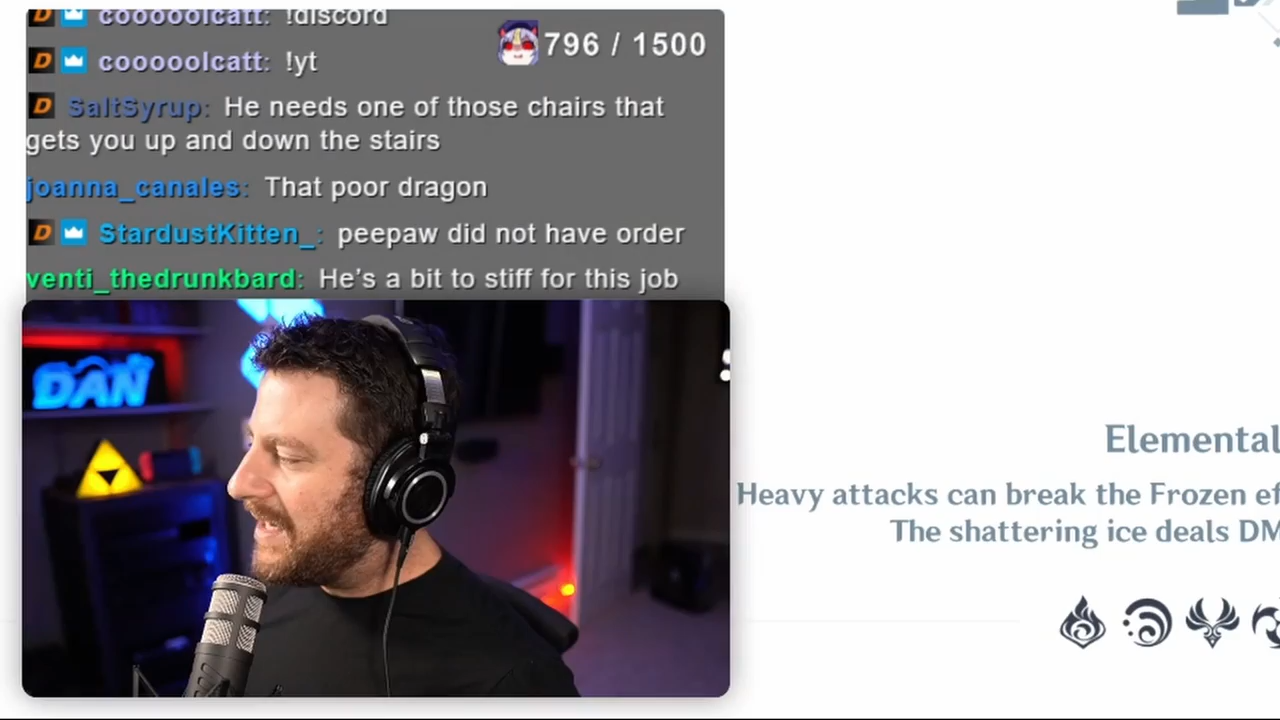 cooooolcatt: !discord
796 / 1500
cooooolcatt: !yt
SaltSyrup: He needs one of those chairs that
gets you up and down the stairs
joanna_canales: That poor dragon
StardustKitten_: peepaw did not have order
venti_thedrunkbard: He's a bit to stiff for this job
DAN
Elemental
Heavy attacks can break the Frozen ef
The shattering ice deals DM